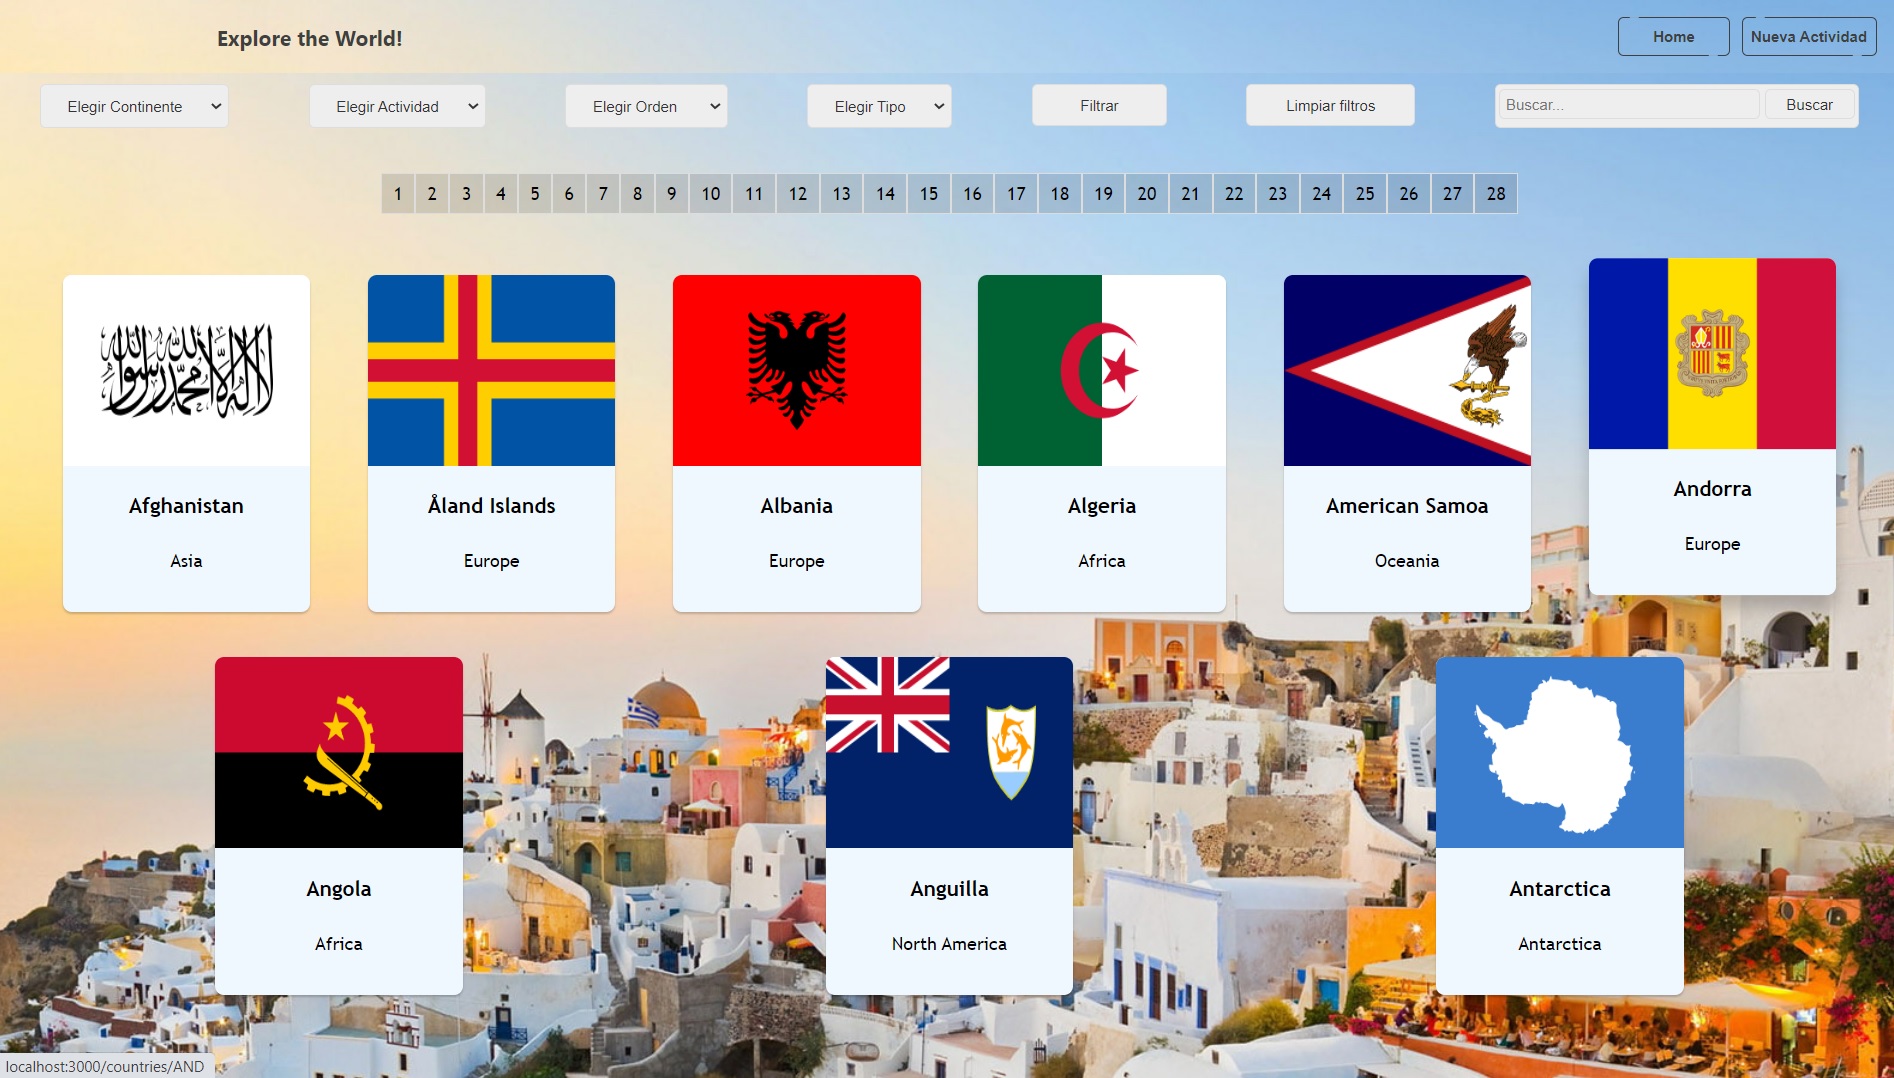 Explore the World!
Home
Nueva Actividad
Elegir Continente
Elegir Actividad
Elegir Orden
Elegir Tipo
Filtrar
Limpiar filtros
Buscar...
Buscar
1 2 3 4 5 6 7 8 9 10 11 12 13 14 15 16 17 18 19 20 21 22 23 24 25 26 27 28
لا إله إلا الله محمد رسول الله
Afghanistan
Asia
Åland Islands
Europe
Albania
Europe
Algeria
Africa
American Samoa
Oceania
Andorra
Europe
Angola
Africa
Anguilla
North America
Antarctica
Antarctica
localhost:3000/countries/AND